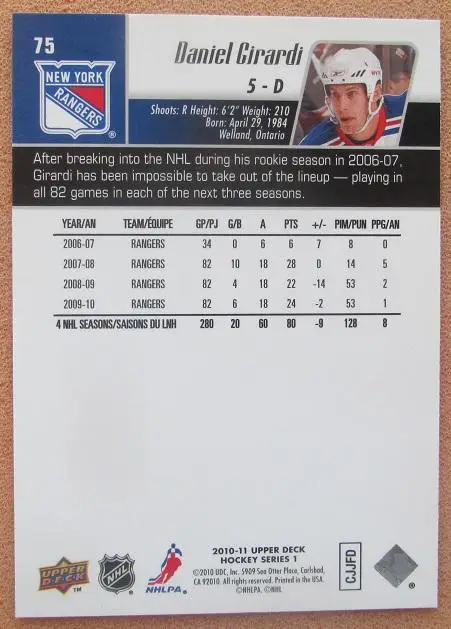 75
NEW YORK
RANGERS
®
Daniel Girardi
5 - D
Shoots: R Height: 6'2" Weight: 210
Born: April 29, 1984
Welland, Ontario
After breaking into the NHL during his rookie season in 2006-07,
Girardi has been impossible to take out of the lineup — playing in
all 82 games in each of the next three seasons.
YEAR/AN TEAM/ÉQUIPE GP/PJ G/B A PTS +/- PIM/PUN PPG/AN
2006-07 RANGERS 34 0 6 6 7 8 0
2007-08 RANGERS 82 10 18 28 0 14 5
2008-09 RANGERS 82 4 18 22 -14 53 2
2009-10 RANGERS 82 6 18 24 -2 53 1
4 NHL SEASONS/SAISONS DU LNH 280 20 60 80 -9 128 8
UPPER
DECK
™
NHL
®
NHLPA.
2010-11 UPPER DECK
HOCKEY SERIES 1
©2010 UDC, Inc. 5909 Sea Otter Place, Carlsbad,
CA 92010. All rights reserved. Printed in the USA.
©NHLPA. ©NHL.
CJJFD